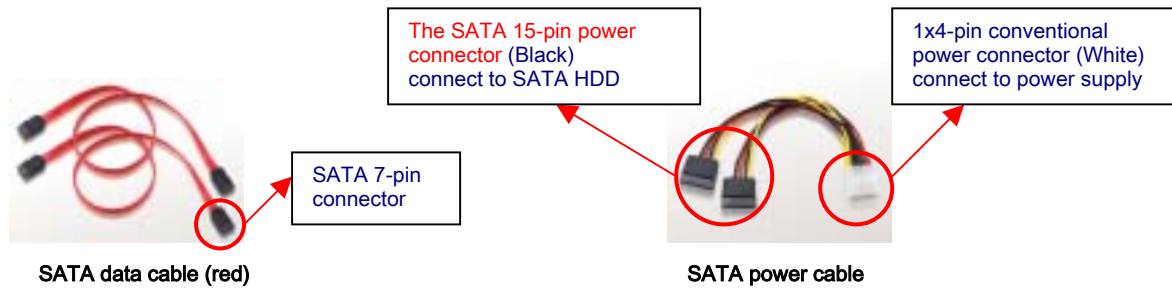 The SATA 15-pin power
connector (Black)
connect to SATA HDD
1x4-pin conventional
power connector (White)
connect to power supply
SATA 7-pin
connector
SATA data cable (red)
SATA power cable